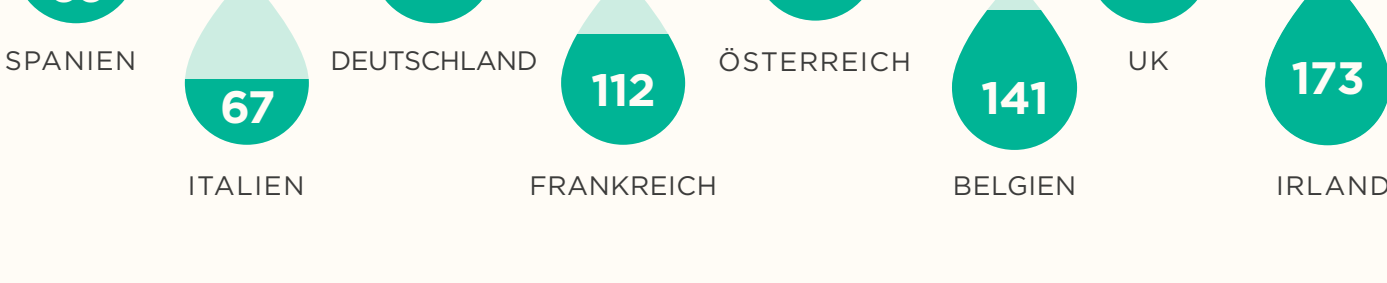 SPANIEN DEUTSCHLAND ÖSTERREICH UK
67 112 141 173
ITALIEN FRANKREICH BELGIEN IRLAND